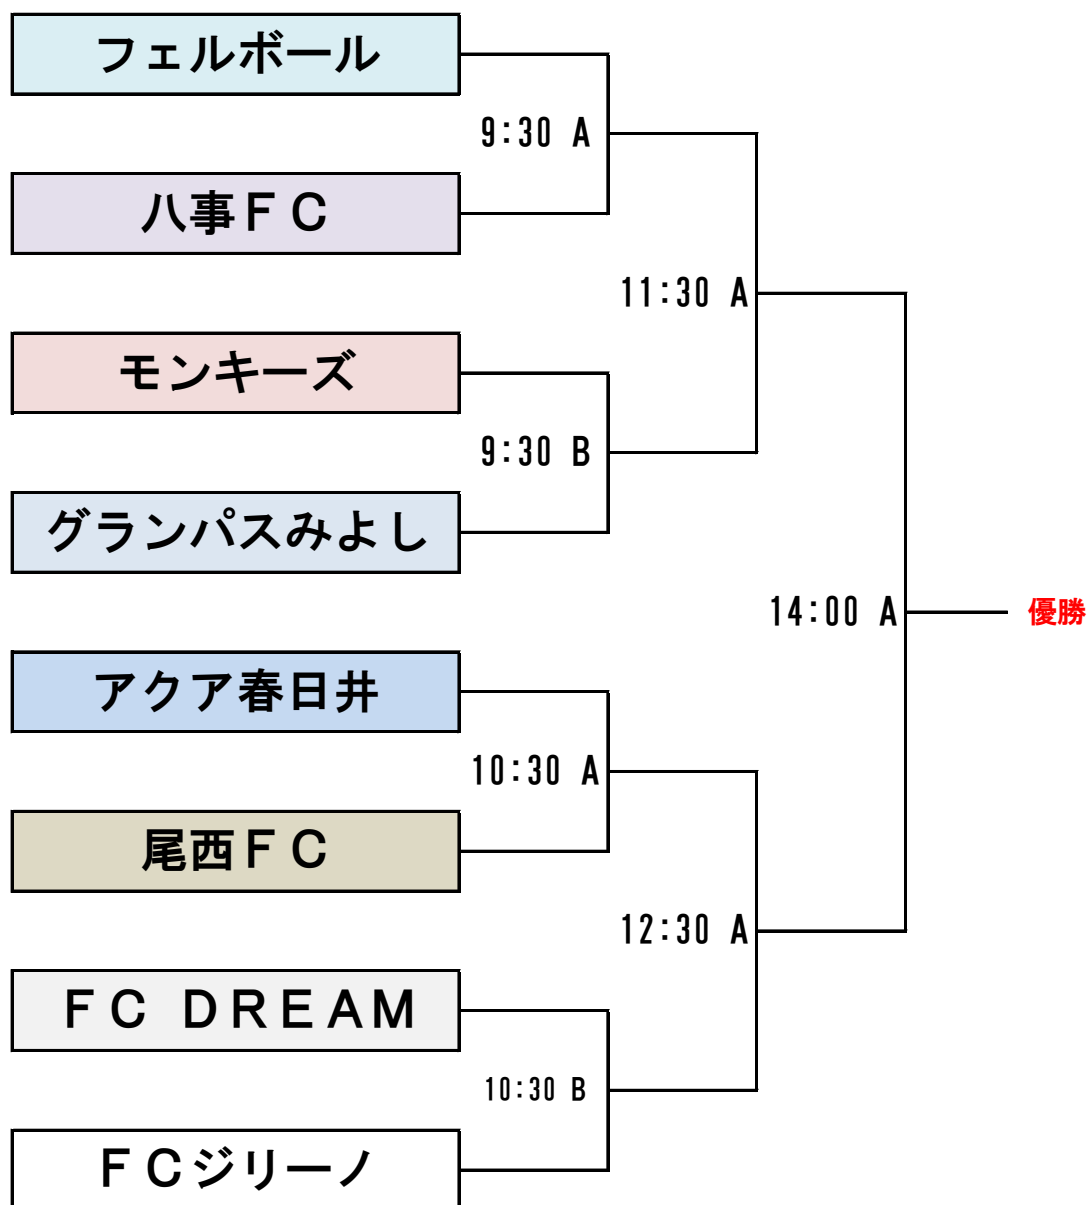 フェルボール
9:30 A
八事ＦＣ
11:30 A
モンキーズ
9:30 B
グランパスみよし
14:00 A
優勝
アクア春日井
10:30 A
尾西ＦＣ
12:30 A
ＦＣ ＤＲＥＡＭ
10:30 B
ＦＣジリーノ